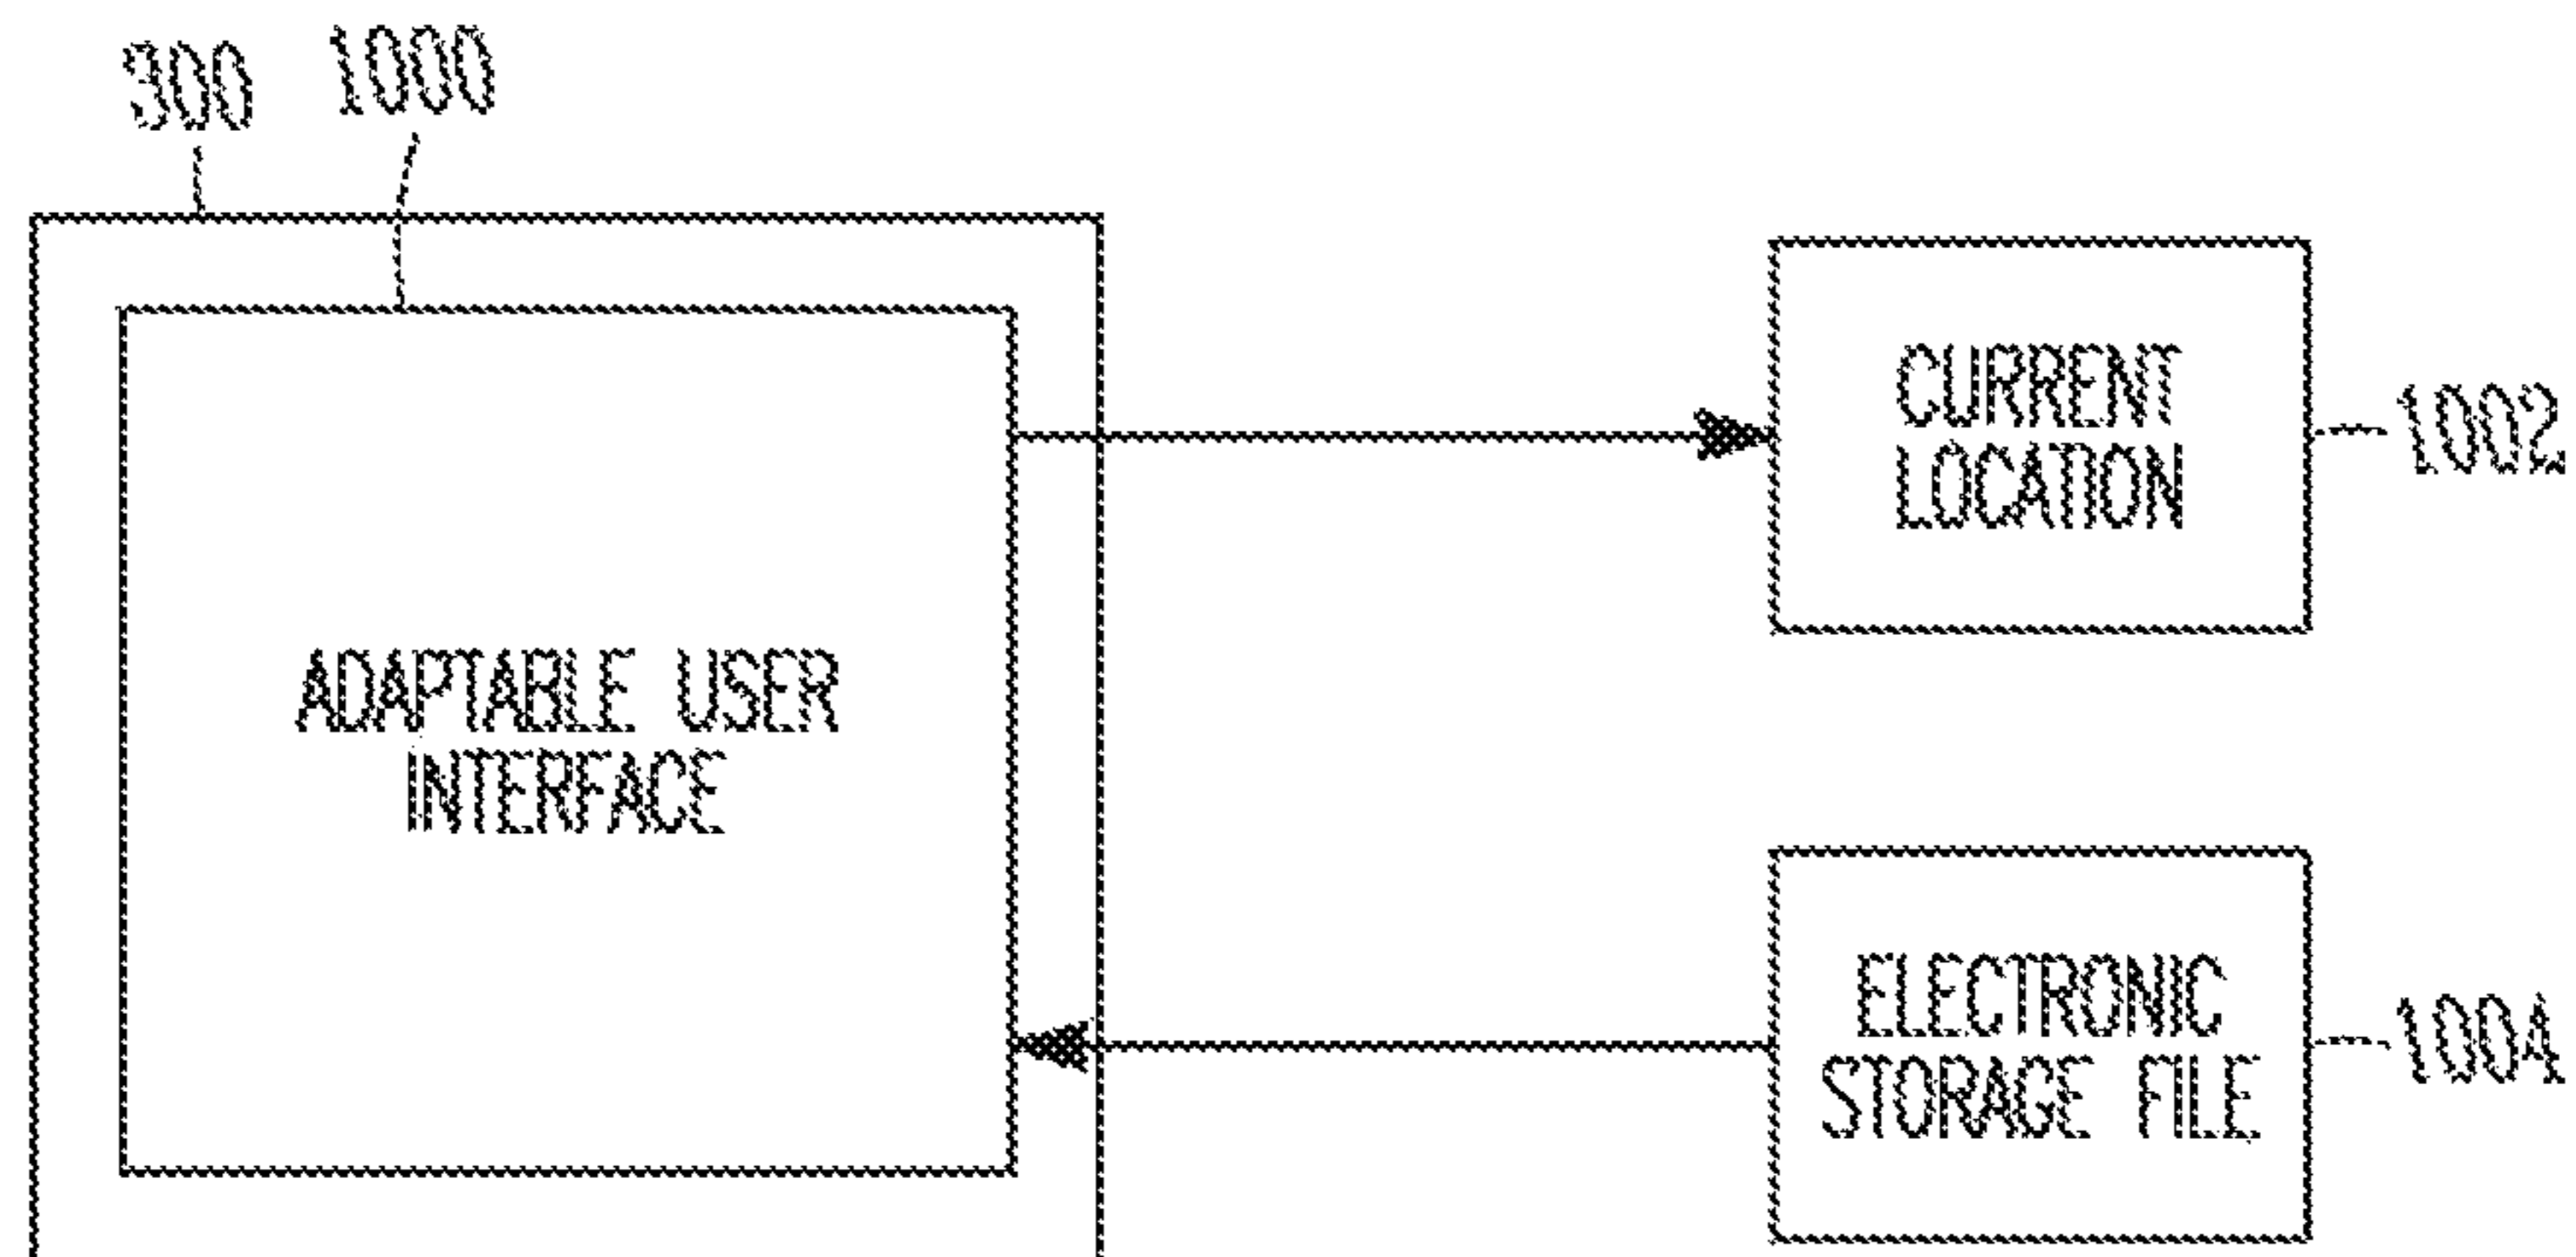 300 1000
CURRENT
LOCATION
1002
ADAPTABLE USER
INTERFACE
ELECTRONIC
STORAGE FILE
1004